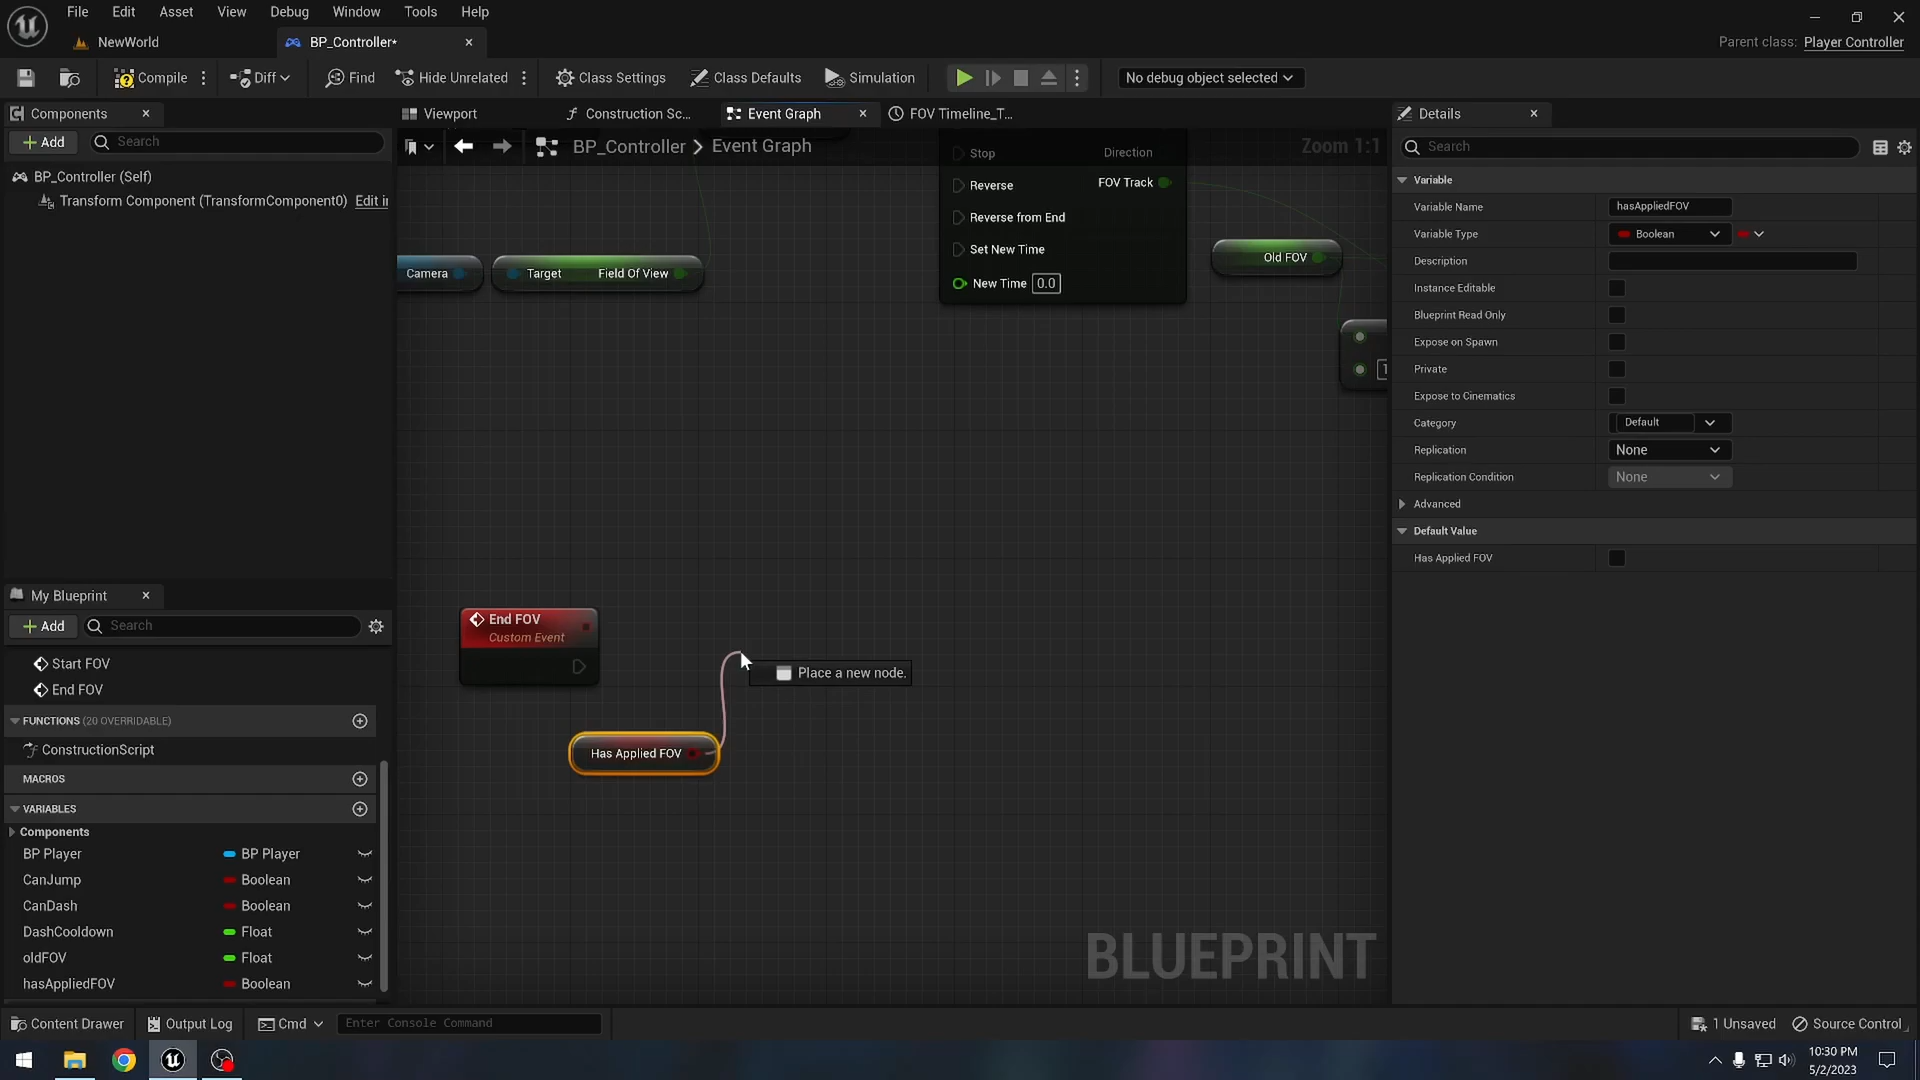 File Edit Asset View Debug Window Tools Help
NewWorld
BP_Controller*
Parent class: Player Controller
Compile
Diff
Find
Hide Unrelated
Class Settings
Class Defaults
Simulation
No debug object selected
Components
Add
Search
BP_Controller (Self)
Transform Component (TransformComponent0) Edit in
My Blueprint
Add
Search
Start FOV
End FOV
FUNCTIONS (20 OVERRIDABLE)
ConstructionScript
MACROS
VARIABLES
Components
BP Player BP Player
CanJump Boolean
CanDash Boolean
DashCooldown Float
oldFOV Float
hasAppliedFOV Boolean
Viewport
Construction Sc...
Event Graph
FOV Timeline_T...
BP_Controller > Event Graph
Zoom 1:1
Stop Direction
Reverse FOV Track
Reverse from End
Set New Time
New Time 0.0
Camera
Target Field Of View
Old FOV
1
End FOV
Custom Event
Place a new node.
Has Applied FOV
BLUEPRINT
Details
Search
Variable
Variable Name hasAppliedFOV
Variable Type Boolean
Description
Instance Editable
Blueprint Read Only
Expose on Spawn
Private
Expose to Cinematics
Category Default
Replication None
Replication Condition None
Advanced
Default Value
Has Applied FOV
Content Drawer
Output Log
Cmd
Enter Console Command
1 Unsaved
Source Control
10:30 PM
5/2/2023